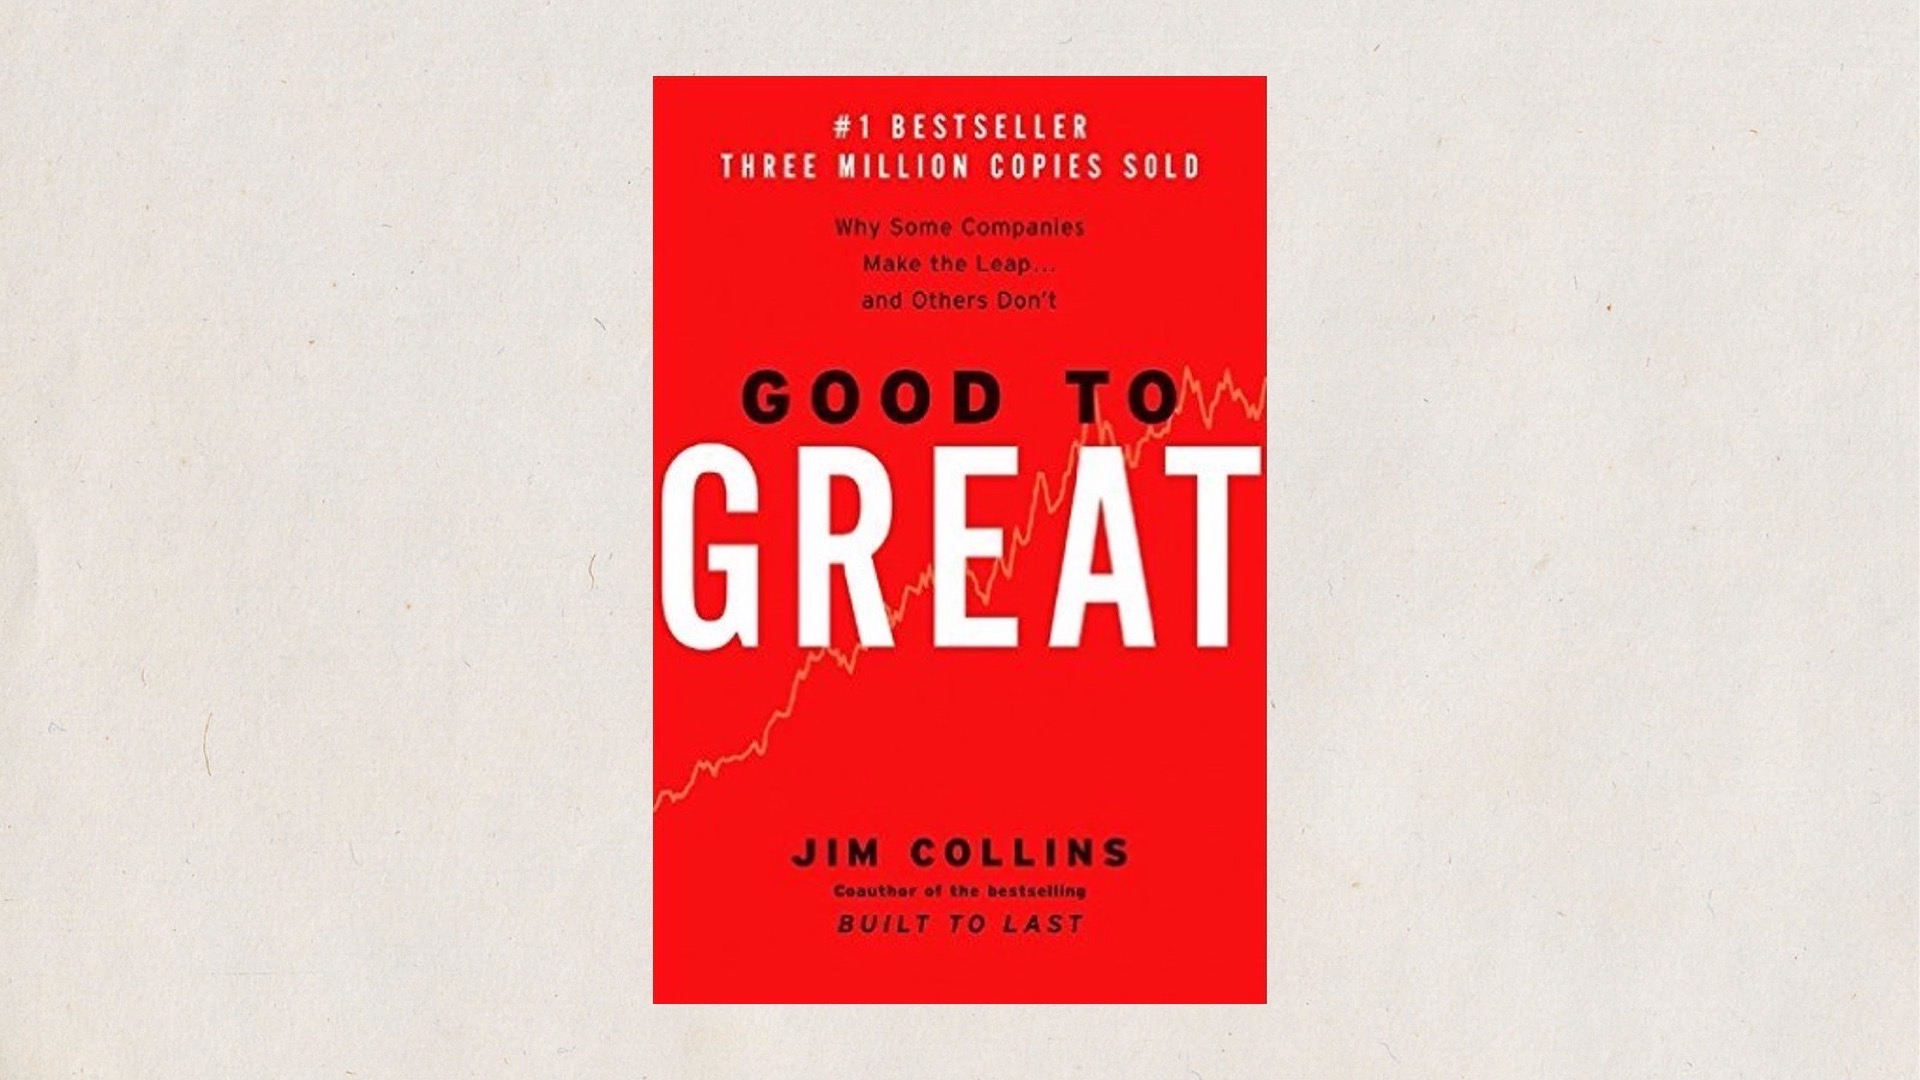 #1 BESTSELLER
THREE MILLION COPIES SOLD
Why Some Companies
Make the Leap...
and Others Don't
GOOD TO
GREAT
JIM COLLINS
Coauthor of the bestselling
BUILT TO LAST